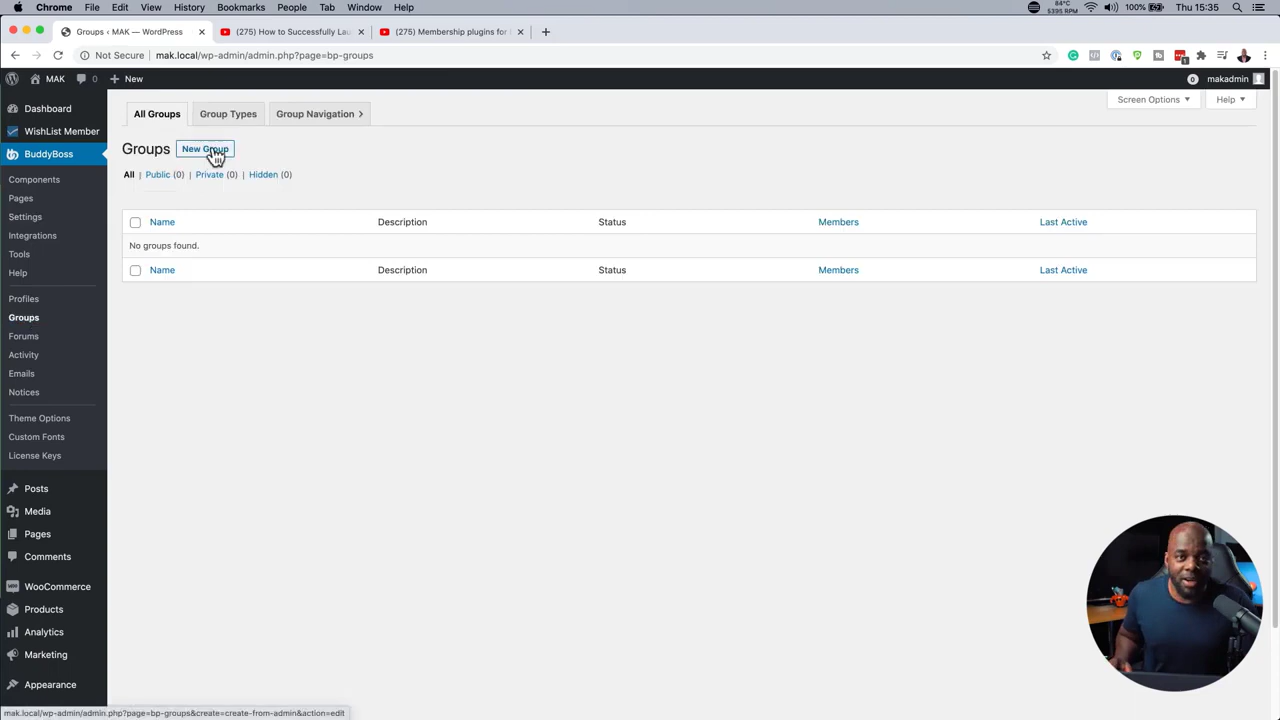 Chrome File Edit View History Bookmarks People Tab Window Help 84°C 5395 RPM 100% Thu 15:35
Groups ‹ MAK — WordPress (275) How to Successfully Lau (275) Membership plugins for
Not Secure mak.local/wp-admin/admin.php?page=bp-groups
MAK 0 New 0 makadmin
Dashboard
WishList Member
BuddyBoss
Components
Pages
Settings
Integrations
Tools
Help
Profiles
Groups
Forums
Activity
Emails
Notices
Theme Options
Custom Fonts
License Keys
Posts
Media
Pages
Comments
WooCommerce
Products
Analytics
Marketing
Appearance
All Groups Group Types Group Navigation Screen Options Help
Groups New Group
All | Public (0) | Private (0) | Hidden (0)
Name Description Status Members Last Active
No groups found.
Name Description Status Members Last Active
mak.local/wp-admin/admin.php?page=bp-groups&create=create-from-admin&action=edit